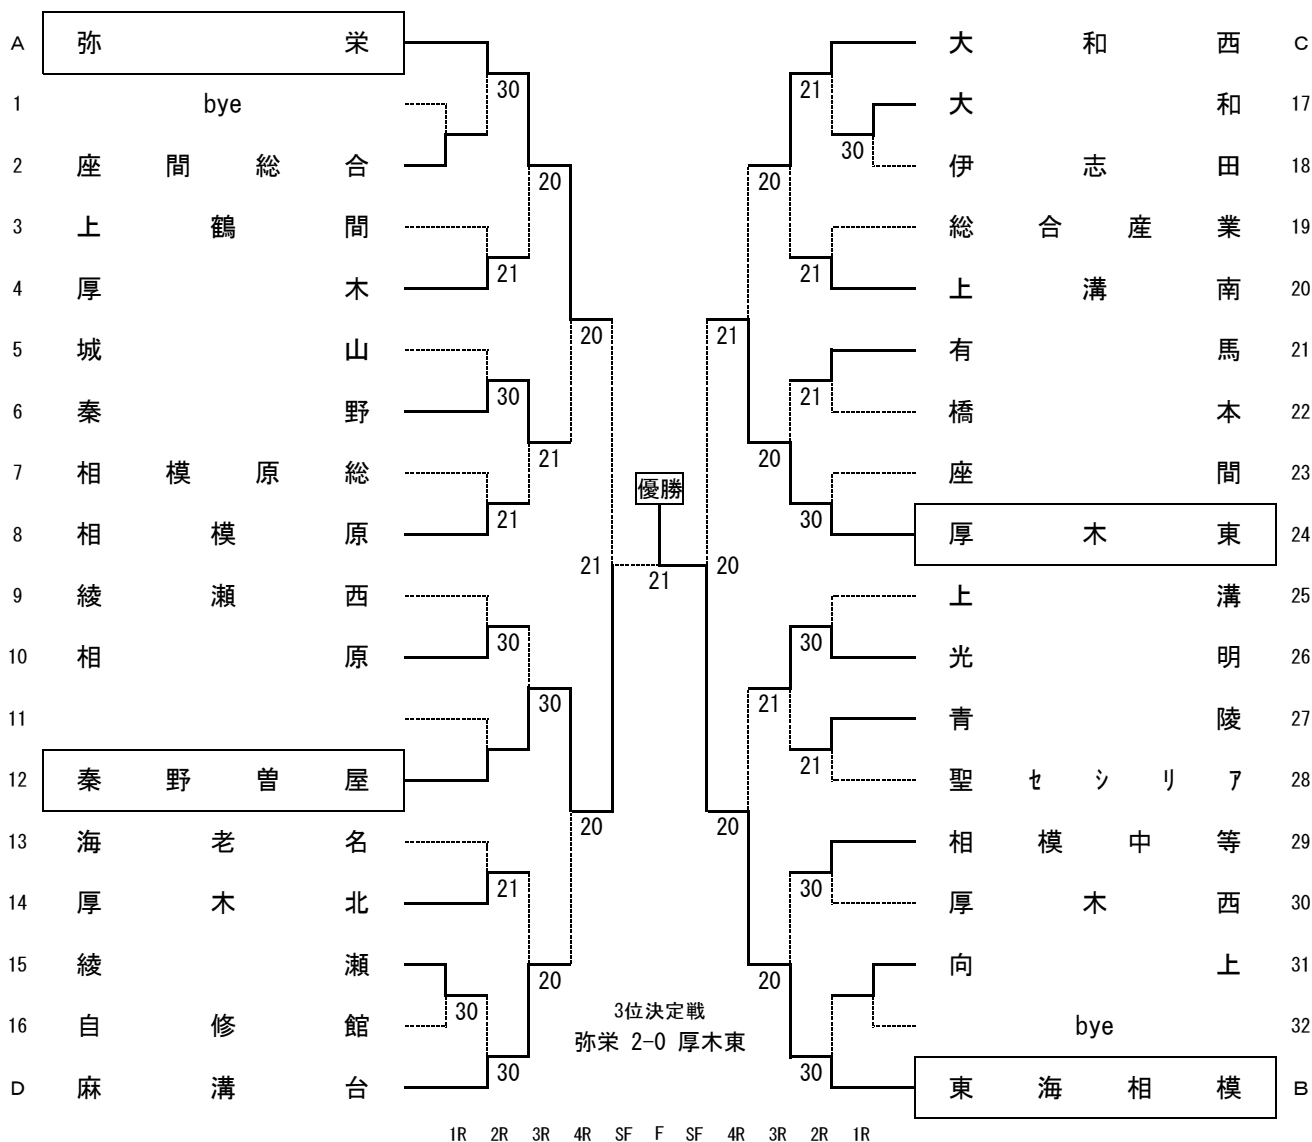 A 弥栄 大和西 C
30 21
1 bye 大和 17
30
2 座間総合 伊志田 18
20 20
3 上鶴間 総合産業 19
21 21
4 厚木 上溝南 20
20 21
5 城山 有馬 21
30 21
6 秦野 橋本 22
21 20
7 相模原総 座間 23
優勝
21 30
8 相模原 厚木東 24
21 21 20
9 綾瀬西 上溝 25
30 30
10 相原 光明 26
30 21
11 青陵 27
21
12 秦野曽屋 聖セシリア 28
20 20
13 海老名 相模中等 29
21 30
14 厚木北 厚木西 30
15 綾瀬 向上 31
20 20
30 3位決定戦
16 自修館 bye 32
弥栄 2-0 厚木東
30 30
D 麻溝台 東海相模 B
1R 2R 3R 4R SF F SF 4R 3R 2R 1R